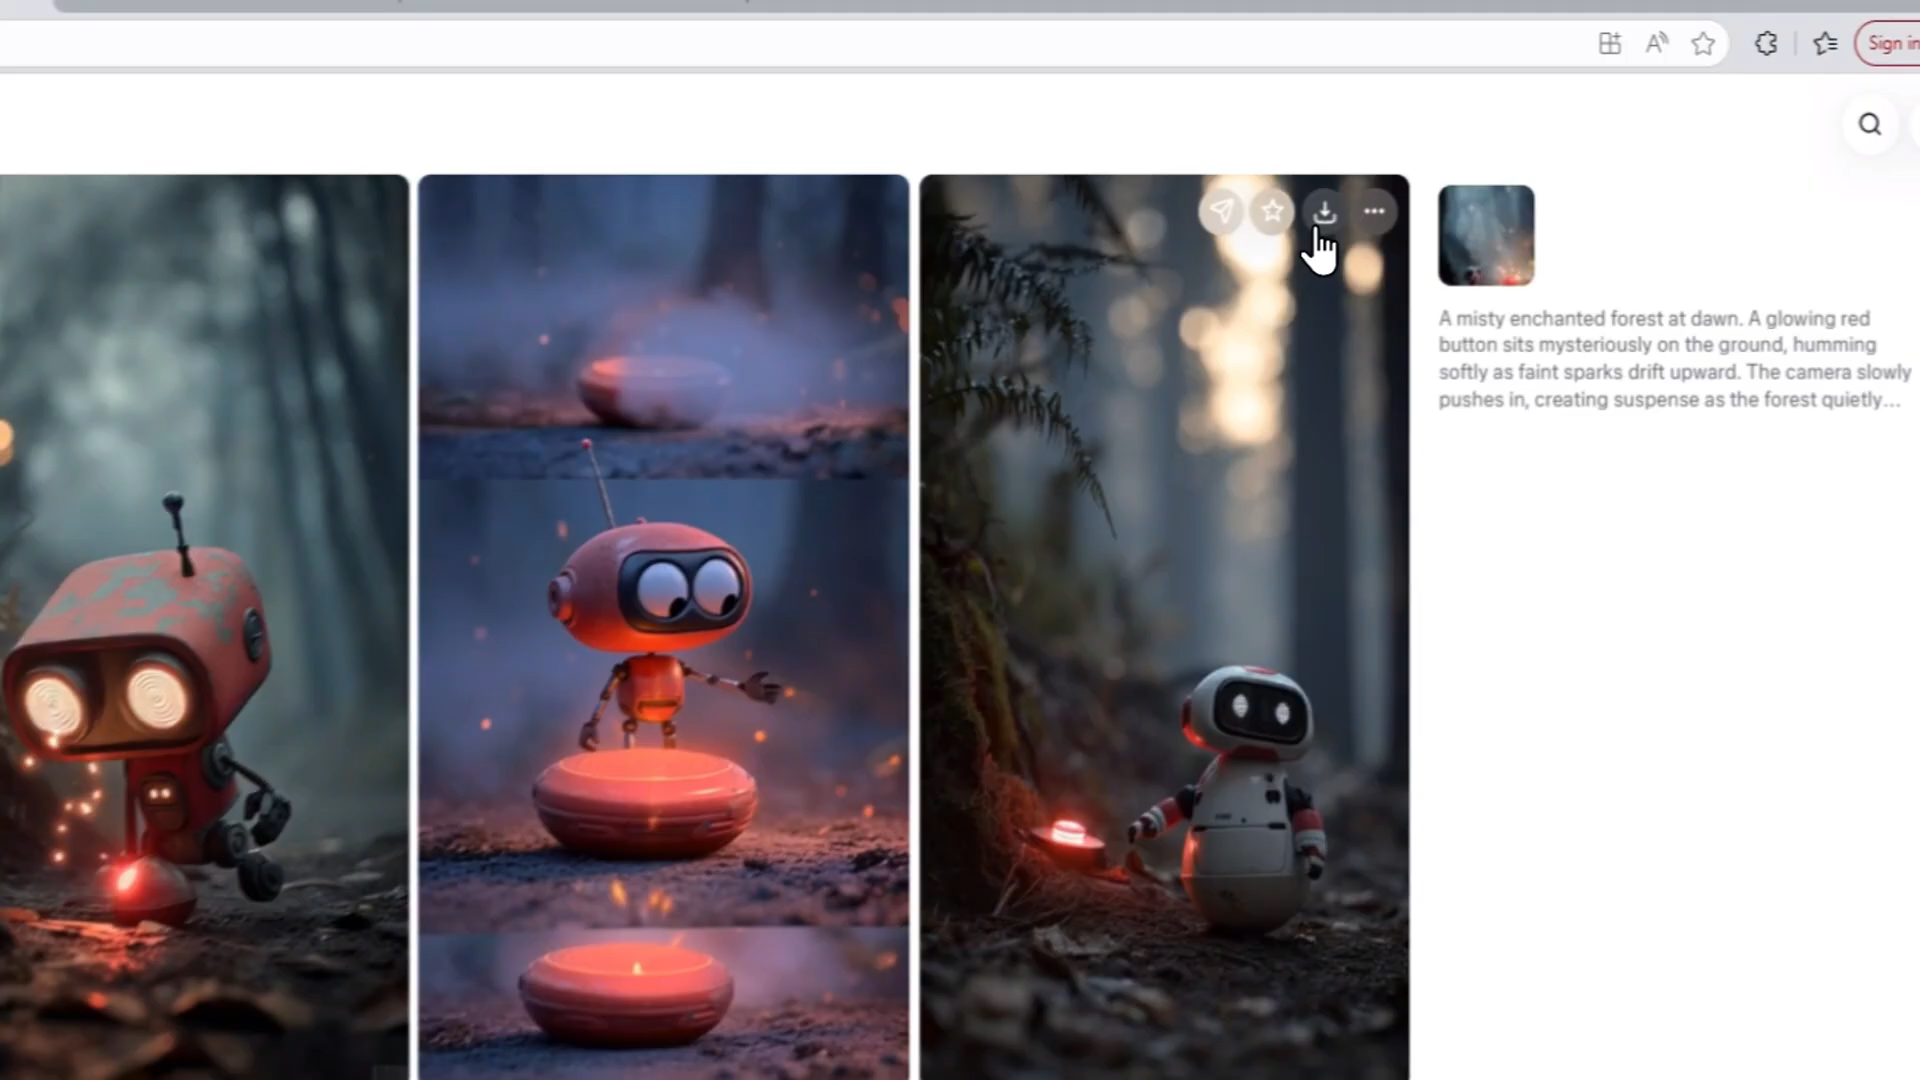 Sign in
A misty enchanted forest at dawn. A glowing red
button sits mysteriously on the ground, humming
softly as faint sparks drift upward. The camera slowly
pushes in, creating suspense as the forest quietly...